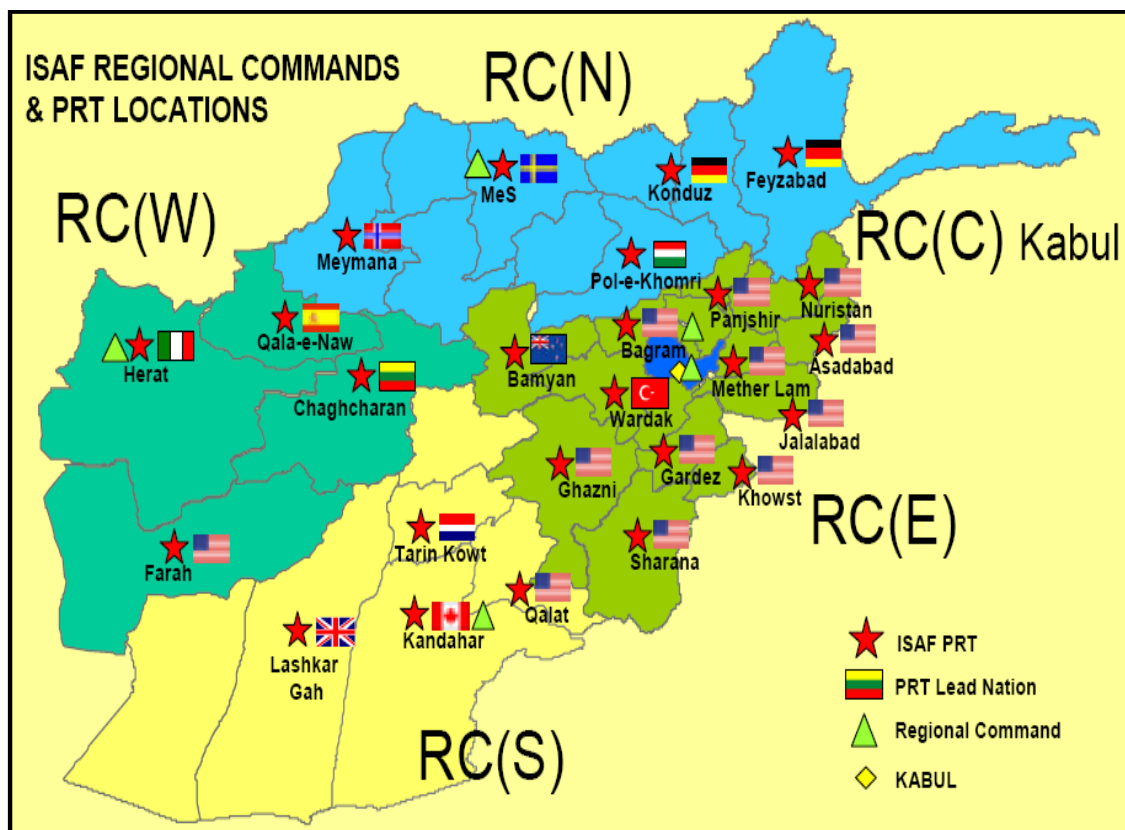 ISAF REGIONAL COMMANDS
& PRT LOCATIONS
RC(N)
RC(W)
RC(C) Kabul
MeS
Konduz
Feyzabad
Meymana
Pol-e-Khomri
Qala-e-Naw
Herat
Chaghcharan
Bamyan
Bagram
Panjshir
Nuristan
Asadabad
Mether Lam
Wardak
Jalalabad
Ghazni
Gardez
Khowst
RC(E)
Farah
Tarin Kowt
Sharana
Qalat
Kandahar
Lashkar
Gah
RC(S)
ISAF PRT
PRT Lead Nation
Regional Command
KABUL